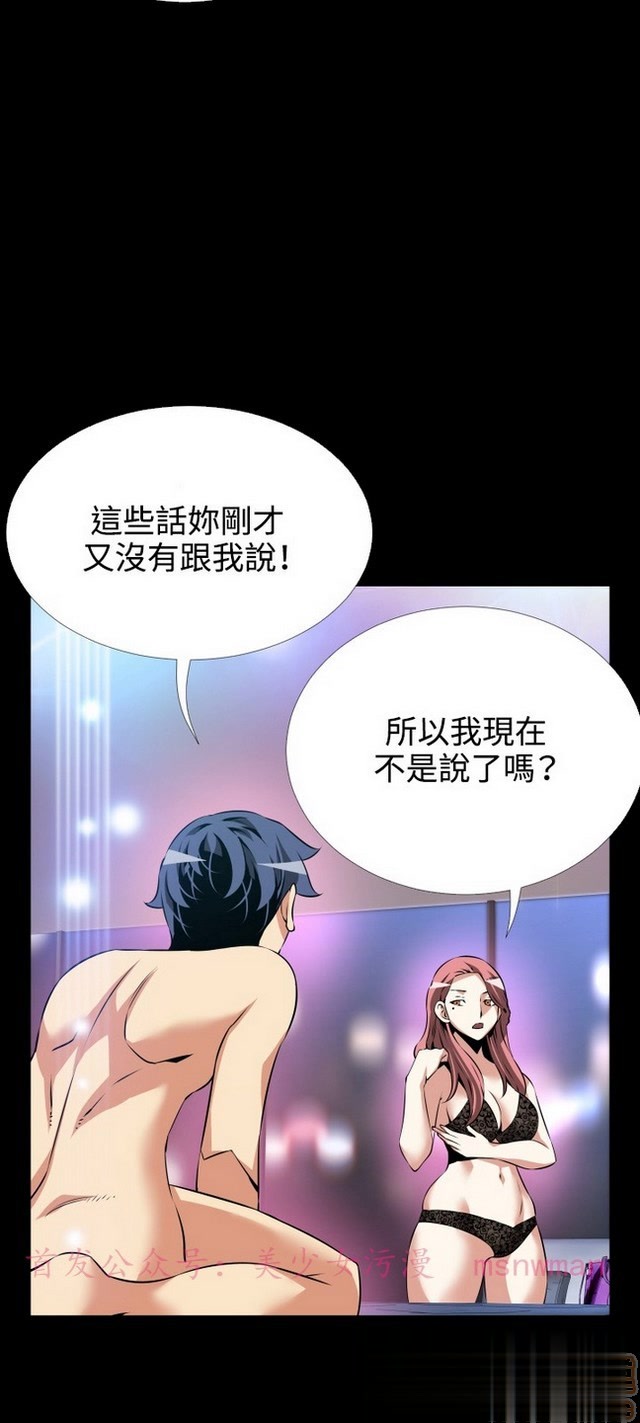 這些話妳剛才
又沒有跟我說！
所以我現在
不是說了嗎？
首发公众号：美少女污漫 msnwman